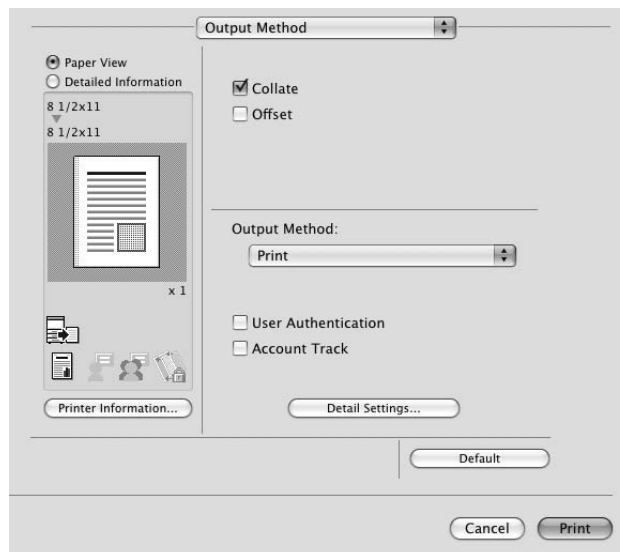 Output Method
Paper View
Detailed Information
8 1/2x11
8 1/2x11
x 1
Printer Information...
Collate
Offset
Output Method:
Print
User Authentication
Account Track
Detail Settings...
Default
Cancel
Print